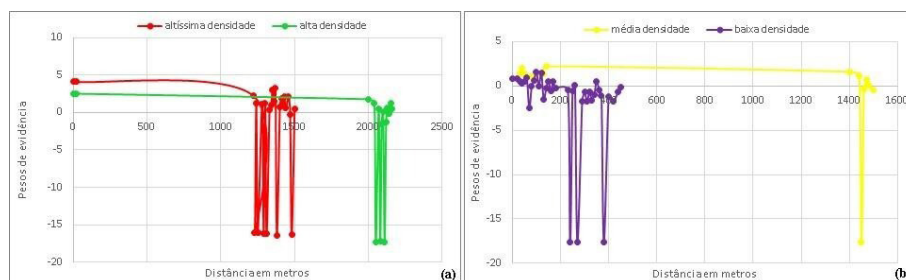 altíssima densidade
alta densidade
10
5
0
-5
-10
-15
-20
0
500
1000
1500
2000
2500
Pesos de evidência
Distância em metros
(a)
média densidade
baixa densidade
5
0
-5
-10
-15
-20
0
200
400
600
800
1000
1200
1400
1600
Pesos de evidência
Distância em metros
(b